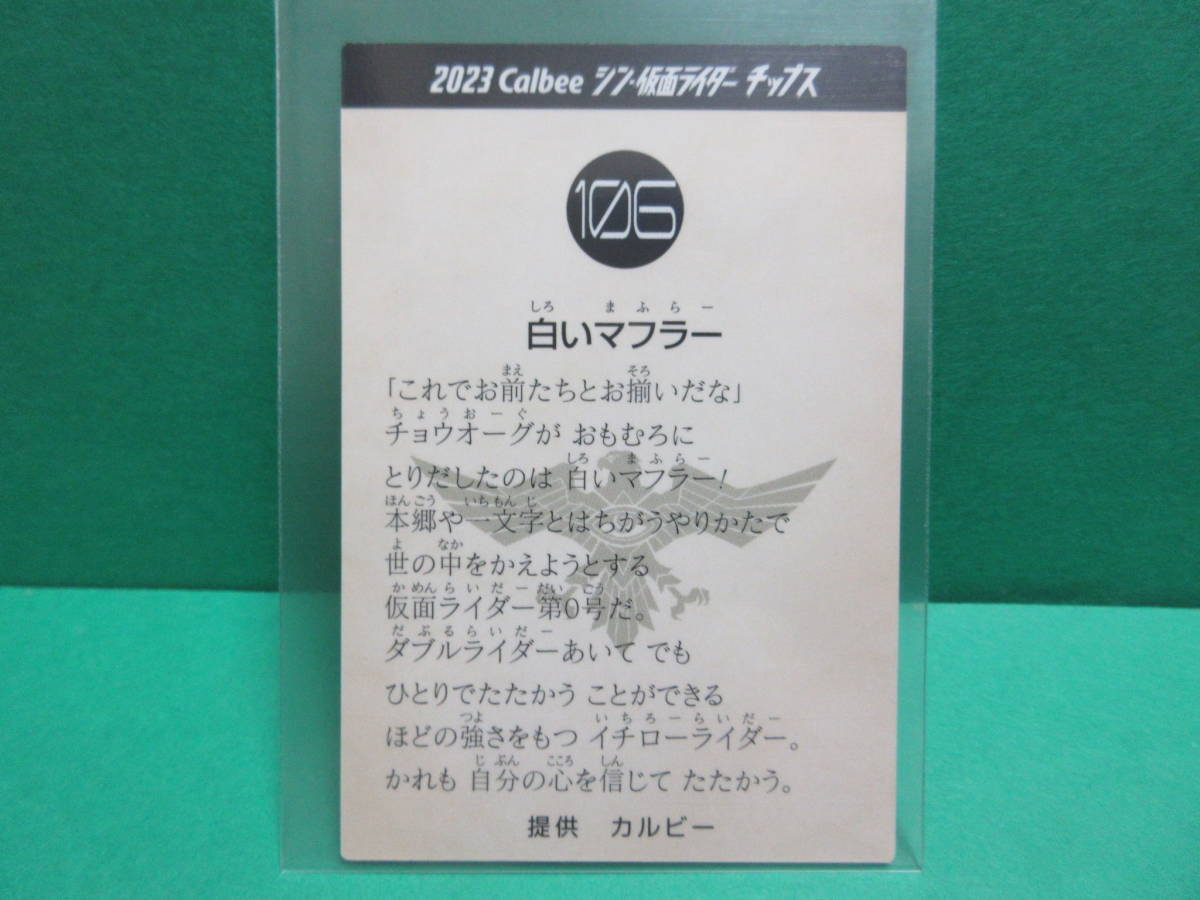 2023 Calbee シン・仮面ライダー チップス
106
しろ まふらー
白いマフラー
まえ そろ
「これでお前たちとお揃いだな」
ちょうおーぐ
チョウオーグが おもむろに
しろ まふらー
とりだしたのは 白いマフラー!
ほんごう いちもんじ
本郷や一文字とはちがうやりかたで
よ なか
世の中をかえようとする
かめんらいだーだい ごう
仮面ライダー第0号だ。
だぶるらいだー
ダブルライダーあいて でも
ひとりでたたかう ことができる
つよ いちろーらいだー
ほどの強さをもつ イチローライダー。
じぶん こころ しん
かれも 自分の心を信じて たたかう。
提供 カルビー